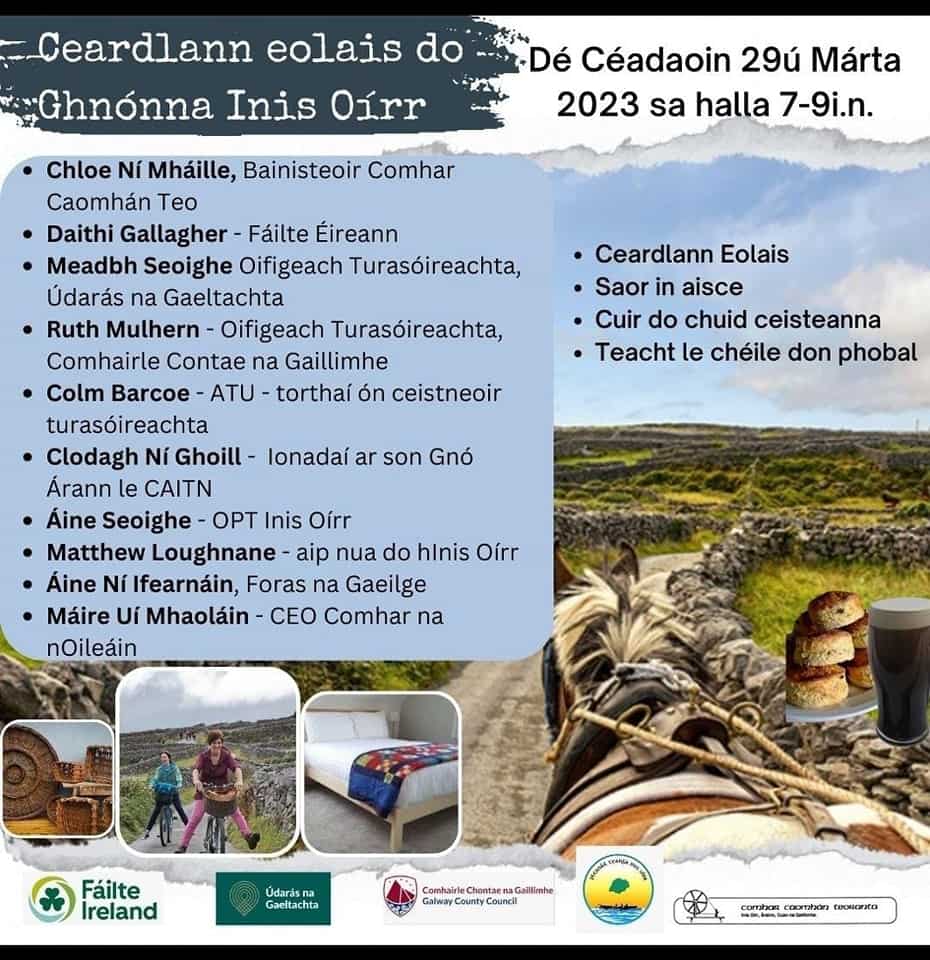 Ceardlann eolais do
Ghnónna Inis Oírr
Dé Céadaoin 29ú Márta
2023 sa halla 7-9i.n.
• Chloe Ní Mháille, Bainisteoir Comhar
Caomhán Teo
• Daithi Gallagher - Fáilte Éireann
• Meadbh Seoighe Oifigeach Turasóireachta,
Údarás na Gaeltachta
• Ruth Mulhern - Oifigeach Turasóireachta,
Comhairle Contae na Gaillimhe
• Colm Barcoe - ATU - torthaí ón ceistneoir
turasóireachta
• Clodagh Ní Ghoill - Ionadaí ar son Gnó
Árann le CAITN
• Áine Seoighe - OPT Inis Oírr
• Matthew Loughnane - aip nua do hInis Oírr
• Áine Ní Ifearnáin, Foras na Gaeilge
• Máire Uí Mhaoláin - CEO Comhar na
nOileáin
• Ceardlann Eolais
• Saor in aisce
• Cuir do chuid ceisteanna
• Teacht le chéile don phobal
Fáilte
Ireland
Údarás na
Gaeltachta
Comhairle Chontae na Gaillimhe
Galway County Council
comhar caomhán teoranta